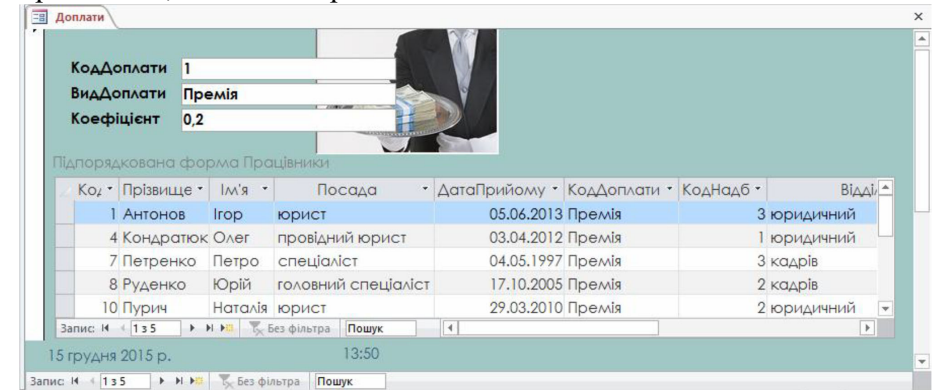 Доплати
КодДоплати 1
ВидДоплати Премія
Коефіцієнт 0,2
Підпорядкована форма Працівники
Код Прізвище Ім'я Посада ДатаПрийому КодДоплати КодНадб Відді
1 Антонов Ігор юрист 05.06.2013 Премія 3 юридичний
4 Кондратюк Олег провідний юрист 03.04.2012 Премія 1 юридичний
7 Петренко Петро спеціаліст 04.05.1997 Премія 3 кадрів
8 Руденко Юрій головний спеціаліст 17.10.2005 Премія 2 кадрів
10 Пурич Наталія юрист 29.03.2010 Премія 2 юридичний
Запис: 1 з 5 Без фільтра Пошук
15 грудня 2015 р. 13:50
Запис: 1 з 5 Без фільтра Пошук